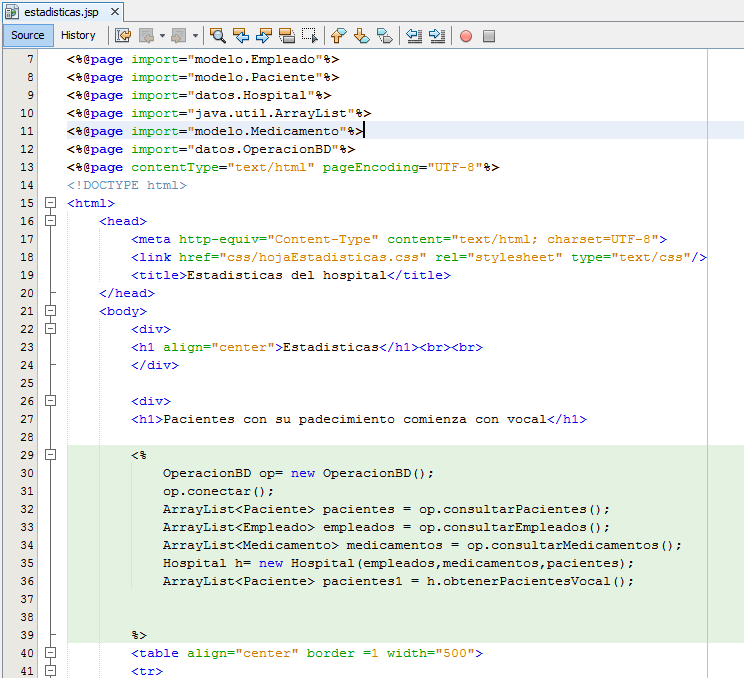 estadisticas.jsp
Source History
7 <%@page import="modelo.Empleado"%>
8 <%@page import="modelo.Paciente"%>
9 <%@page import="datos.Hospital"%>
10 <%@page import="java.util.ArrayList"%>
11 <%@page import="modelo.Medicamento"%>
12 <%@page import="datos.OperacionBD"%>
13 <%@page contentType="text/html" pageEncoding="UTF-8"%>
14 <!DOCTYPE html>
15 <html>
16 <head>
17 <meta http-equiv="Content-Type" content="text/html; charset=UTF-8">
18 <link href="css/hojaEstadisticas.css" rel="stylesheet" type="text/css"/>
19 <title>Estadisticas del hospital</title>
20 </head>
21 <body>
22 <div>
23 <h1 align="center">Estadisticas</h1><br><br>
24 </div>
25
26 <div>
27 <h1>Pacientes con su padecimiento comienza con vocal</h1>
28
29 <%
30 OperacionBD op= new OperacionBD();
31 op.conectar();
32 ArrayList<Paciente> pacientes = op.consultarPacientes();
33 ArrayList<Empleado> empleados = op.consultarEmpleados();
34 ArrayList<Medicamento> medicamentos = op.consultarMedicamentos();
35 Hospital h= new Hospital(empleados,medicamentos,pacientes);
36 ArrayList<Paciente> pacientes1 = h.obtenerPacientesVocal();
37
38
39 %>
40 <table align="center" border =1 width="500">
41 <tr>